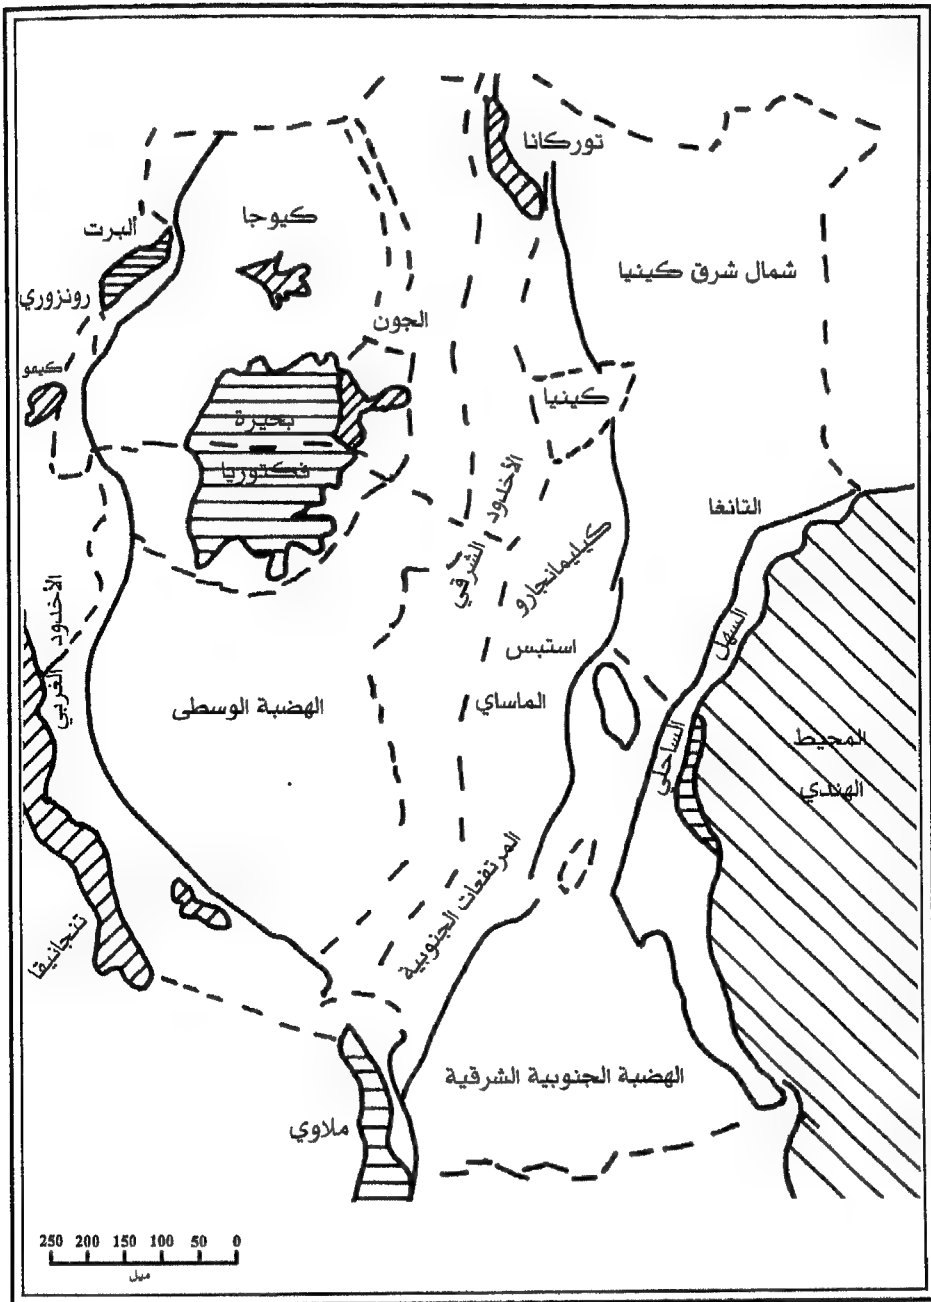 توركانا
كيوجا
البرت
شمال شرق كينيا
رونزوري
الجون
كيمو
كينيا
بحيرة
فكتوريا
الأخدود الشرقي
التانغا
كيليمانجارو
الأخدود الغربي
السهل الساحلي
استبس
الماساي
الهضبة الوسطى
المحيط
الهندي
المرتفعات الجنوبية
تنجانيقا
الهضبة الجنوبية الشرقية
ملاوي
250 200 150 100 50 0
ميل